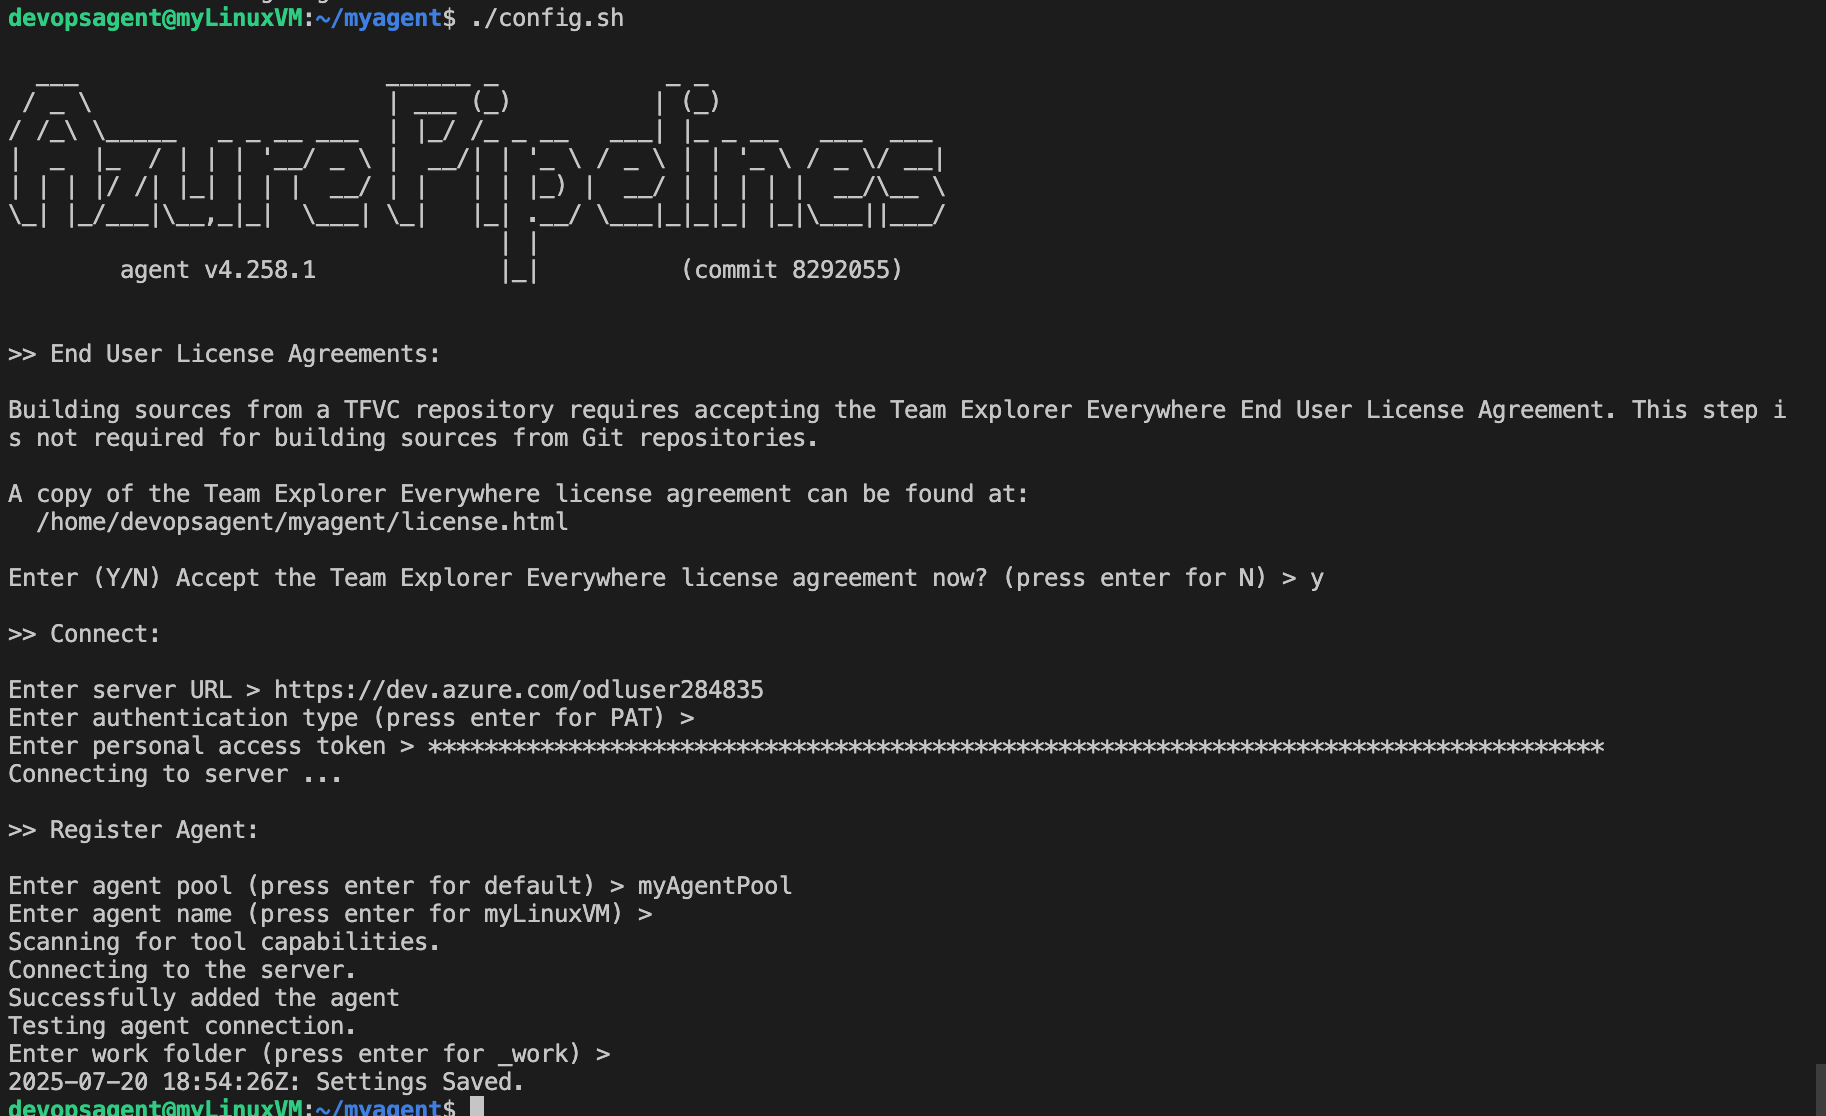 devopsagent@myLinuxVM:~/myagent$ ./config.sh
Azure Pipelines
agent v4.258.1 (commit 8292055)
>> End User License Agreements:
Building sources from a TFVC repository requires accepting the Team Explorer Everywhere End User License Agreement. This step i
s not required for building sources from Git repositories.
A copy of the Team Explorer Everywhere license agreement can be found at:
/home/devopsagent/myagent/license.html
Enter (Y/N) Accept the Team Explorer Everywhere license agreement now? (press enter for N) > y
>> Connect:
Enter server URL > https://dev.azure.com/odluser284835
Enter authentication type (press enter for PAT) >
Enter personal access token > ************************************************************************************
Connecting to server ...
>> Register Agent:
Enter agent pool (press enter for default) > myAgentPool
Enter agent name (press enter for myLinuxVM) >
Scanning for tool capabilities.
Connecting to the server.
Successfully added the agent
Testing agent connection.
Enter work folder (press enter for _work) >
2025-07-20 18:54:26Z: Settings Saved.
devopsagent@myLinuxVM:~/myagent$